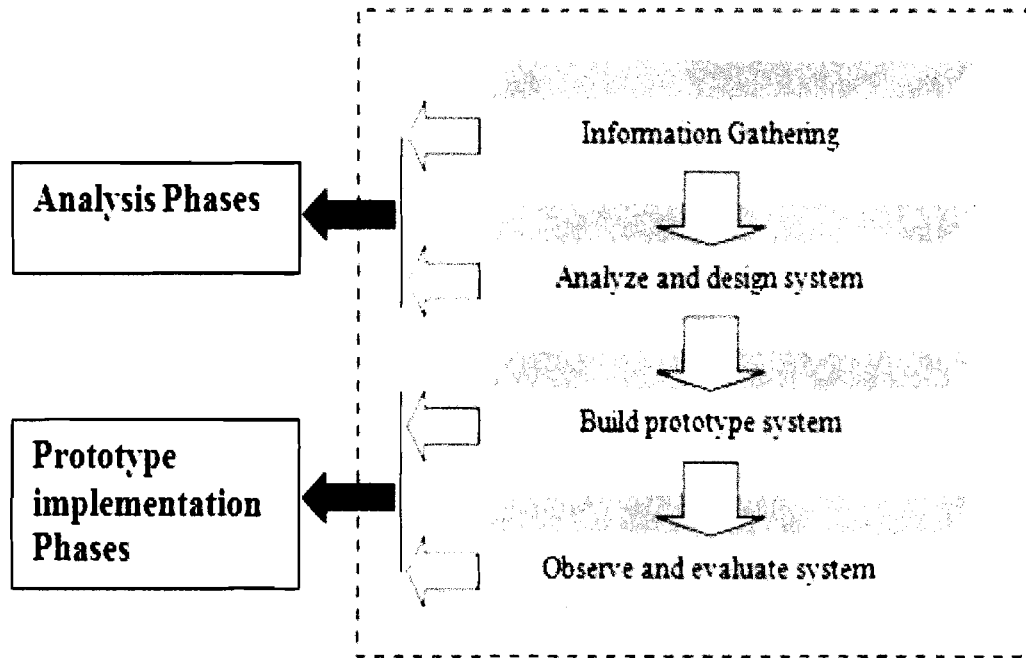 Information Gathering
Analysis Phases
Analyze and design system
Build prototype system
Prototype
implementation
Phases
Observe and evaluate system